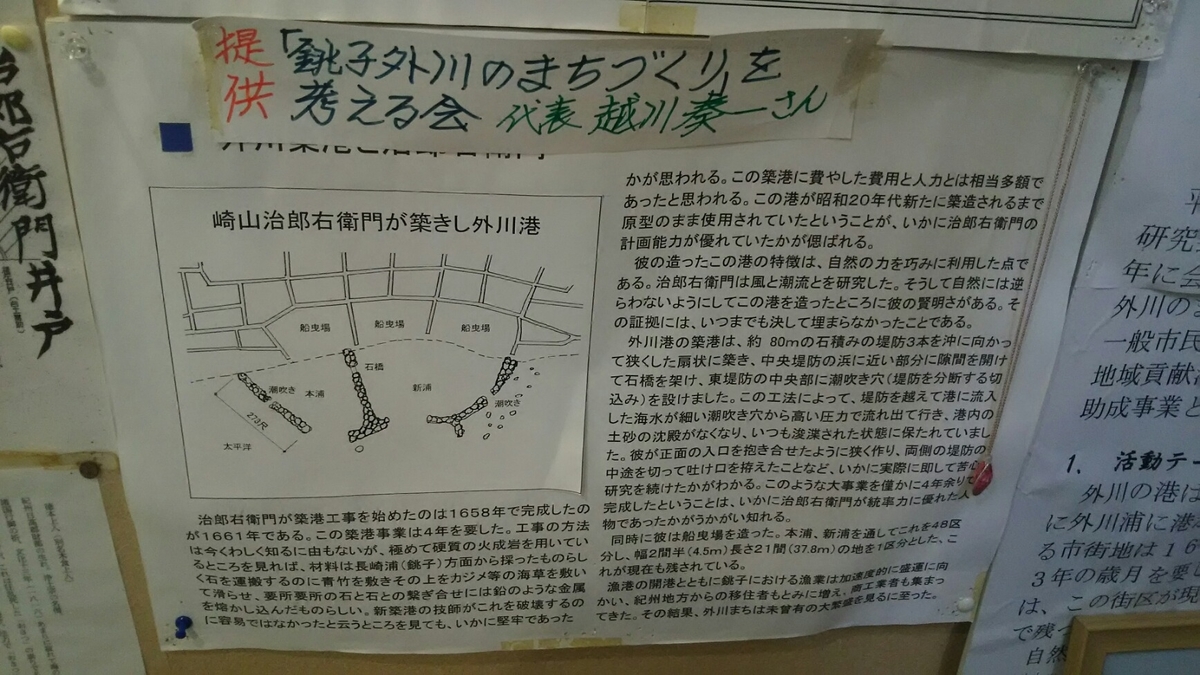 提供
「銚子外川のまちづくり」を
考える会 代表 越川奏一さん
崎山治郎右衛門が築きし外川港
船曳場
船曳場
船曳場
石橋
潮吹き
本浦
新浦
潮吹き
273尺
太平洋
治郎右衛門が築港工事を始めたのは1658年で完成したの
が1661年である。この築港事業は4年を要した。工事の方法
は今くわしく知るに由もないが、極めて硬質の火成岩を用いてい
るところを見れば、材料は長崎浦(銚子)方面から採ったものらし
く石を運搬するのに青竹を敷きその上をカジメ等の海草を敷い
て滑らせ、要所要所の石と石との繋ぎ合せには鉛のような金属
を熔かし込んだものらしい。新築港の技師がこれを破壊するの
に容易ではなかったと云うところを見ても、いかに堅牢であった
かが思われる。この築港に費やした費用と人力とは相当多額で
あったと思われる。この港が昭和20年代新たに築造されるまで
原型のまま使用されていたということが、いかに治郎右衛門の
計画能力が優れていたかが偲ばれる。
彼の造ったこの港の特徴は、自然の力を巧みに利用した点で
ある。治郎右衛門は風と潮流とを研究した。そうして自然には逆
らわないようにしてこの港を造ったところに彼の賢明さがある。そ
の証拠には、いつまでも決して埋まらなかったことである。
外川港の築港は、約 80mの石積みの堤防3本を沖に向かっ
て狭くした扇状に築き、中央堤防の浜に近い部分に隙間を開け
て石橋を架け、東堤防の中央部に潮吹き穴(堤防を分断する切
込み)を設けました。この工法によって、堤防を越えて港に流入
した海水が細い潮吹き穴から高い圧力で流れ出て行き、港内の
土砂の沈殿がなくなり、いつも浚渫された状態に保たれていまし
た。彼が正面の入口を抱き合せたように狭く作り、両側の堤防の
中途を切って吐け口を拵えたことなど、いかに実際に即して苦心
研究を続けたかがわかる。このような大事業を僅かに4年余りで
完成したということは、いかに治郎右衛門が統率力に優れた人
物であったかがうかがい知れる。
同時に彼は船曳場を造った。本浦、新浦を通してこれを48区
分し、幅2間半(4.5m)長さ21間(37.8m)の地を1区分とした、こ
れが現在も残されている。
漁港の開港とともに銚子における漁業は加速度的に盛運に向
かい、紀州地方からの移住者もとみに増え、商工業者も集まっ
てきた。その結果、外川まちは未曾有の大繁盛を見るに至った。
郎右衛門井戸
研究
年に
外川の
一般市民
地域貢献
助成事業と
1. 活動テー
外川の港は
に外川浦に港
る市街地は16
3年の歳月を要
は、この街区が現
で残っ
自然